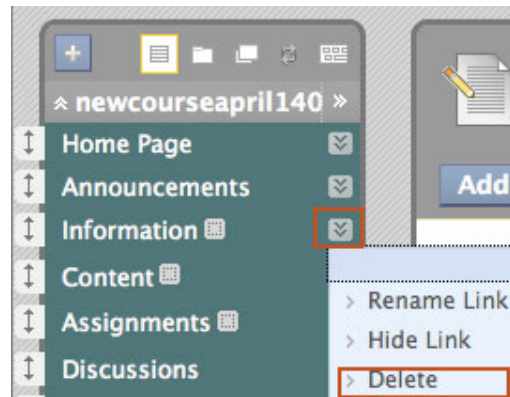 newcourseapril140
Home Page
Announcements
Add
Information
Content
Rename Link
Assignments
Hide Link
Discussions
Delete